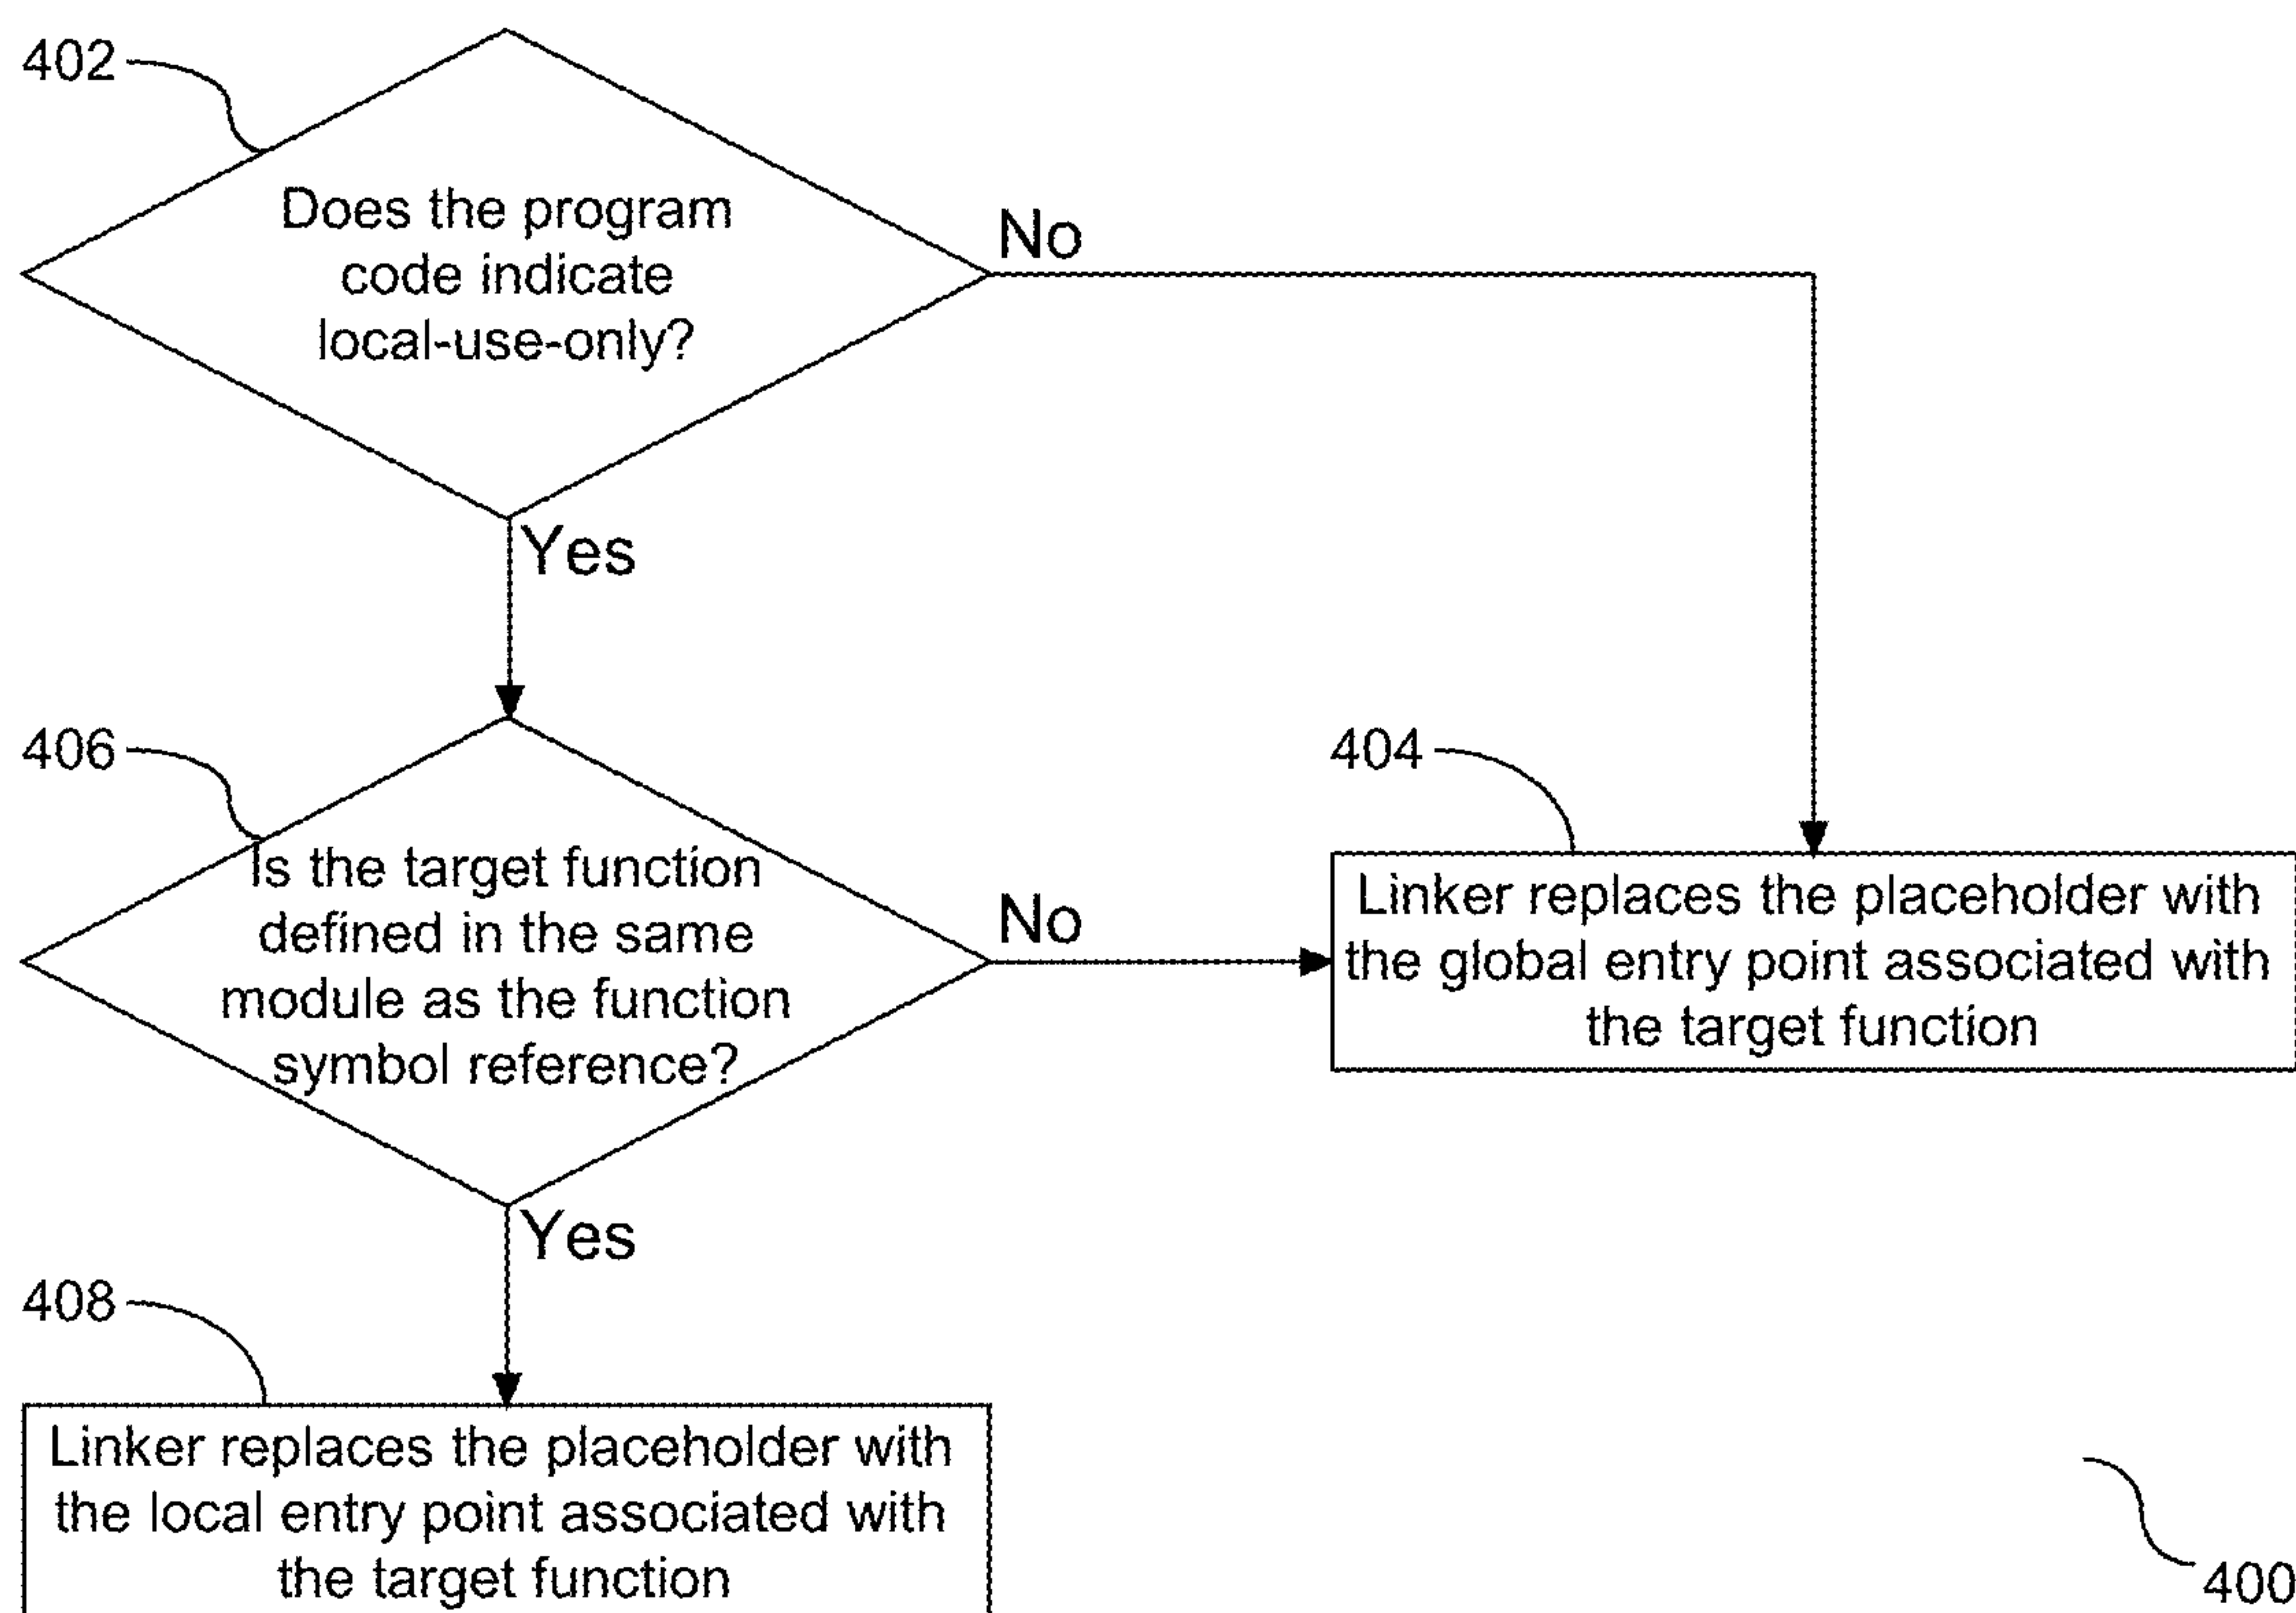 402
Does the program
code indicate
local-use-only?
No
Yes
406
Is the target function
defined in the same
module as the function
symbol reference?
No
404
Linker replaces the placeholder with
the global entry point associated with
the target function
Yes
408
Linker replaces the placeholder with
the local entry point associated with
the target function
400